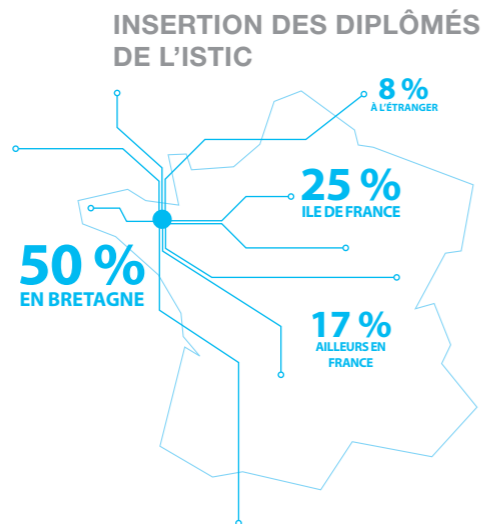 INSERTION DES DIPLÔMÉS
DE L'ISTIC
8 %
À L'ÉTRANGER
25 %
ILE DE FRANCE
50 %
EN BRETAGNE
17 %
AILLEURS EN
FRANCE